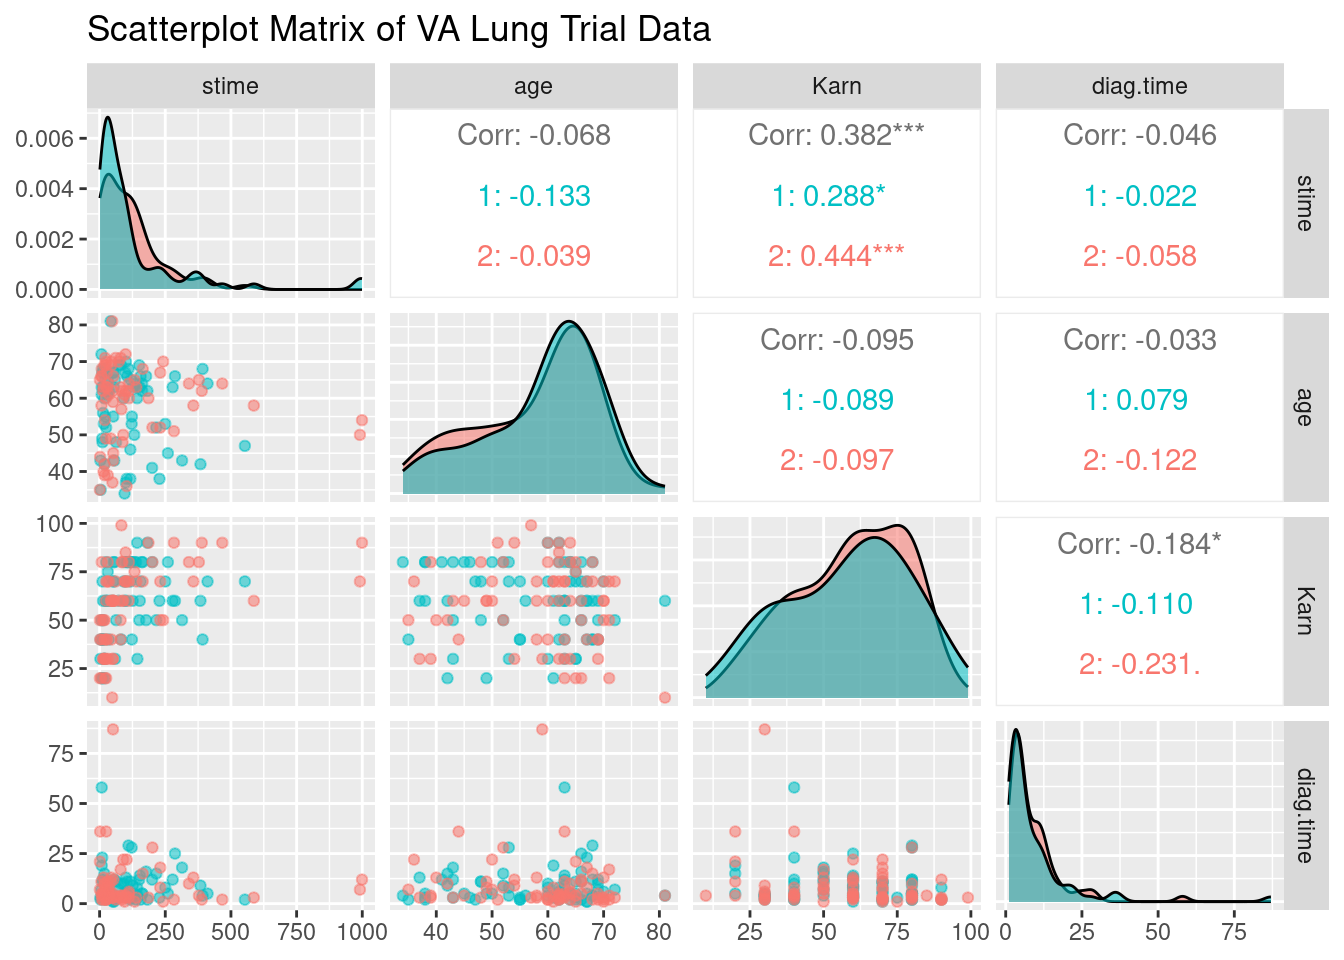 Scatterplot Matrix of VA Lung Trial Data
stime age Karn diag.time
0.006
0.004
0.002
0.000
Corr: -0.068
1: -0.133
2: -0.039
Corr: 0.382***
1: 0.288*
2: 0.444***
Corr: -0.046
1: -0.022
2: -0.058
stime
80
70
60
50
40
Corr: -0.095
1: -0.089
2: -0.097
Corr: -0.033
1: 0.079
2: -0.122
age
100
75
50
25
Corr: -0.184*
1: -0.110
2: -0.231.
Karn
75
50
25
0
diag.time
0 250 500 750 1000
40 50 60 70 80
25 50 75 100
0 25 50 75